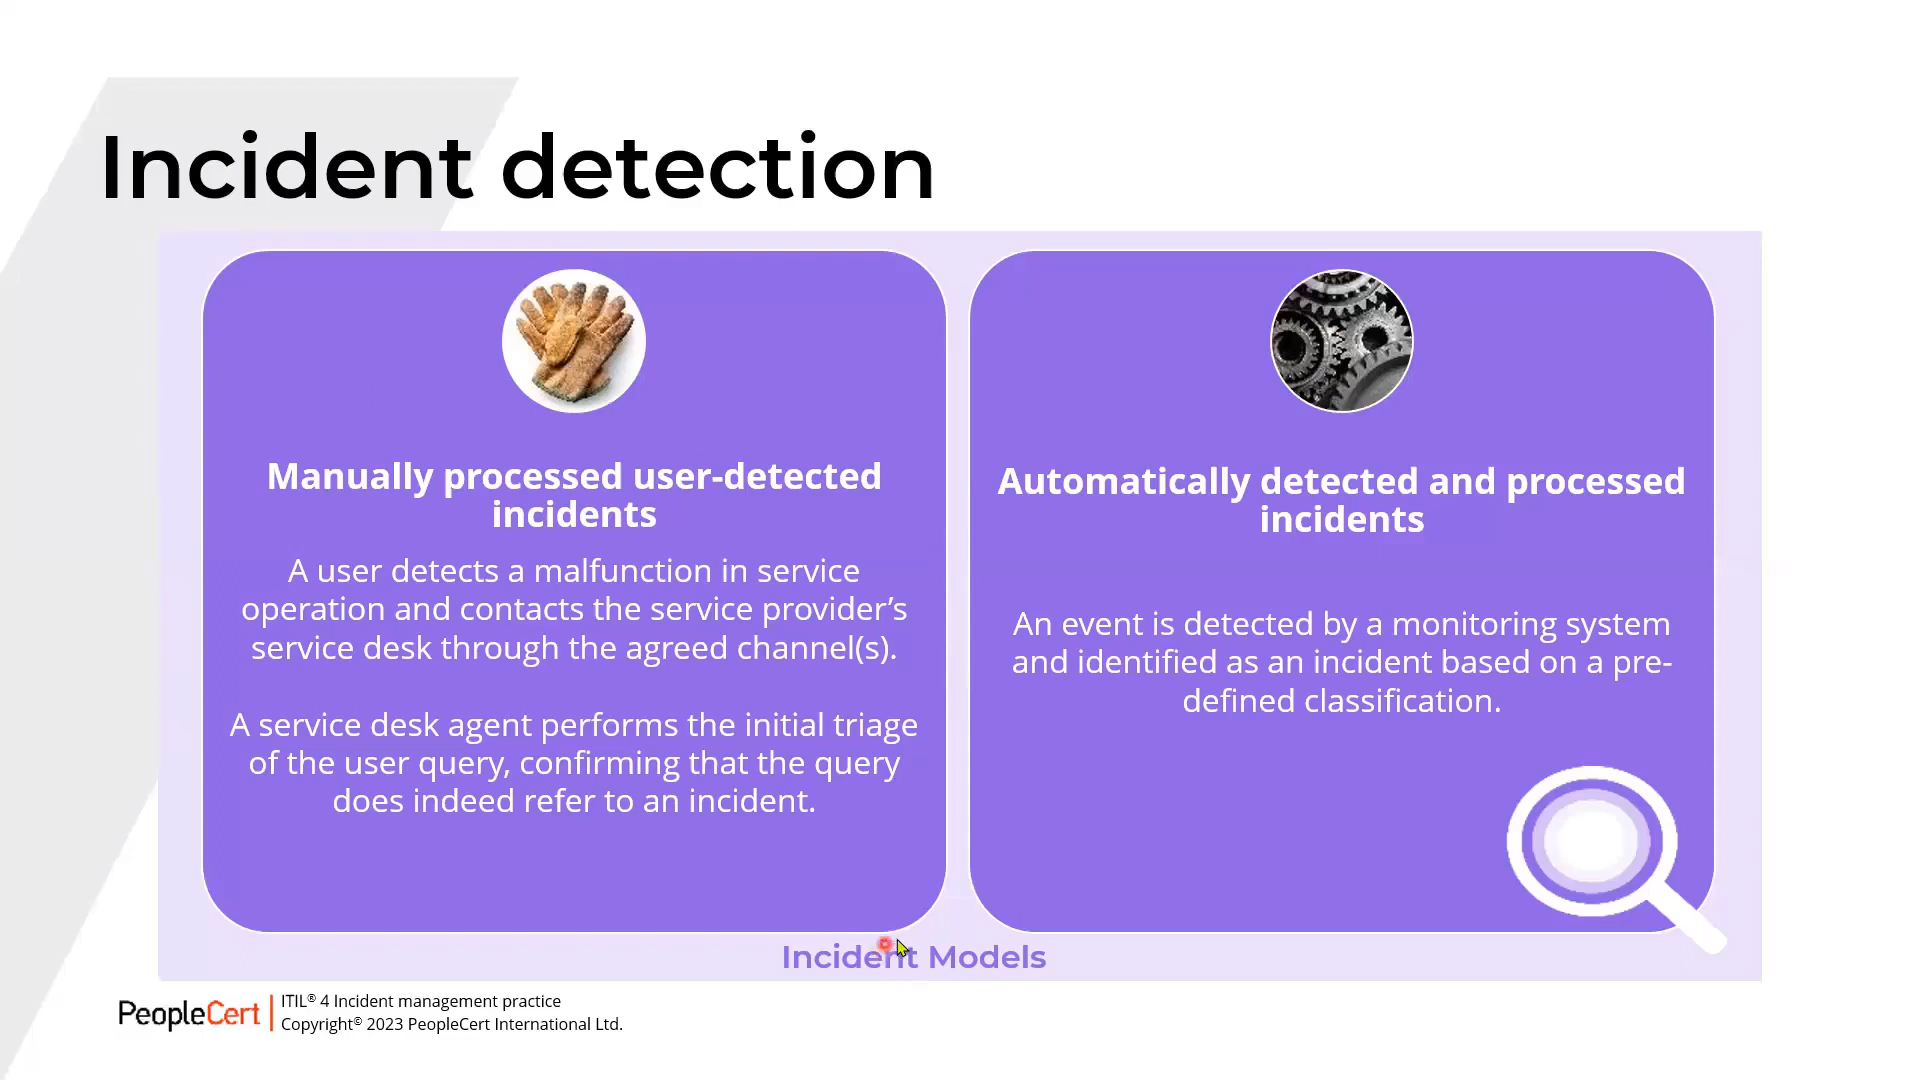 Incident detection
Manually processed user-detected
incidents
A user detects a malfunction in service
operation and contacts the service provider’s
service desk through the agreed channel(s).
A service desk agent performs the initial triage
of the user query, confirming that the query
does indeed refer to an incident.
Automatically detected and processed
incidents
An event is detected by a monitoring system
and identified as an incident based on a pre-
defined classification.
Incident Models
PeopleCert
ITIL® 4 Incident management practice
Copyright© 2023 PeopleCert International Ltd.